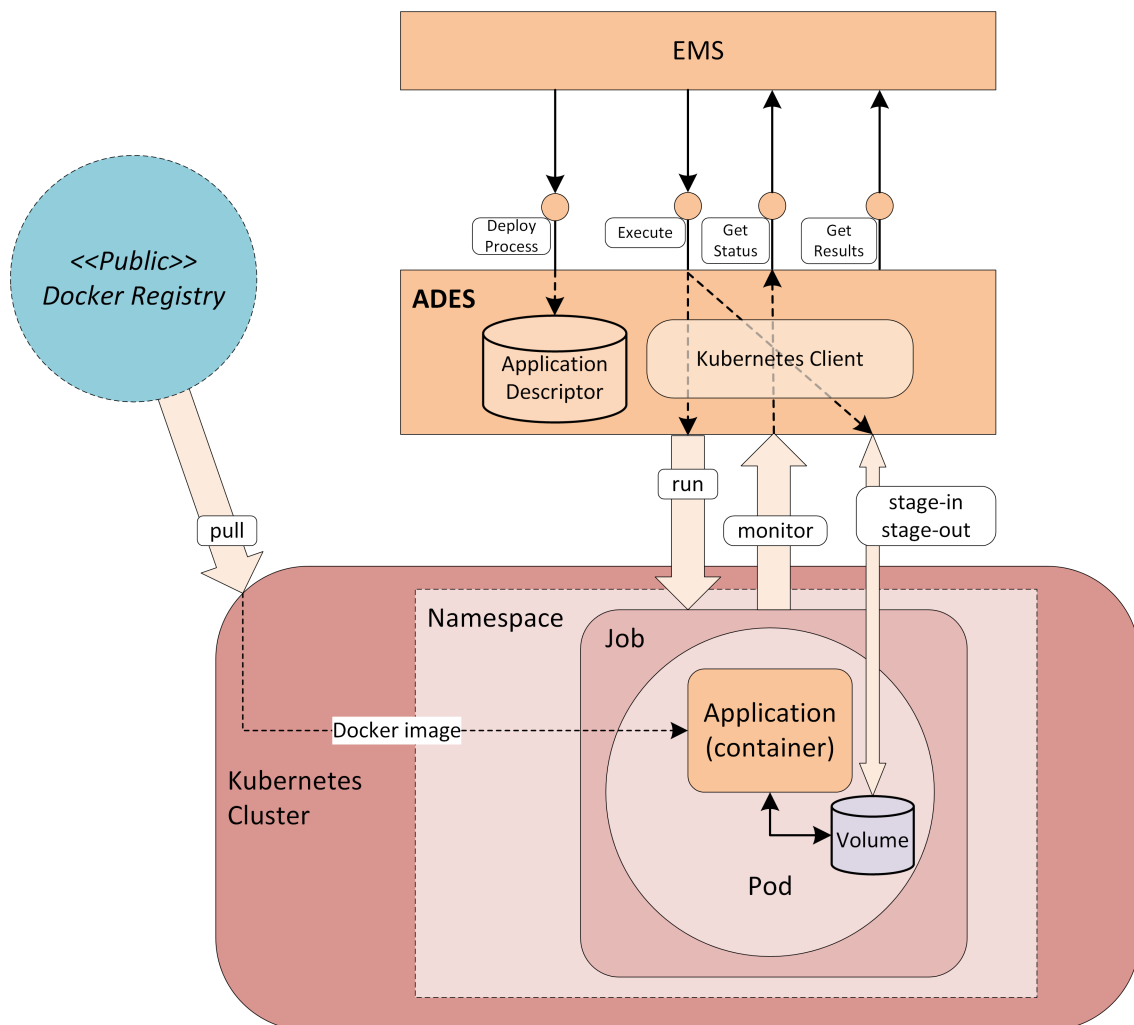 EMS
Deploy
Process
Execute
Get
Status
Get
Results
<<Public>>
Docker Registry
ADES
Application
Descriptor
Kubernetes Client
run
monitor
stage-in
stage-out
pull
Namespace
Job
Application
(container)
Docker image
Kubernetes
Cluster
Volume
Pod